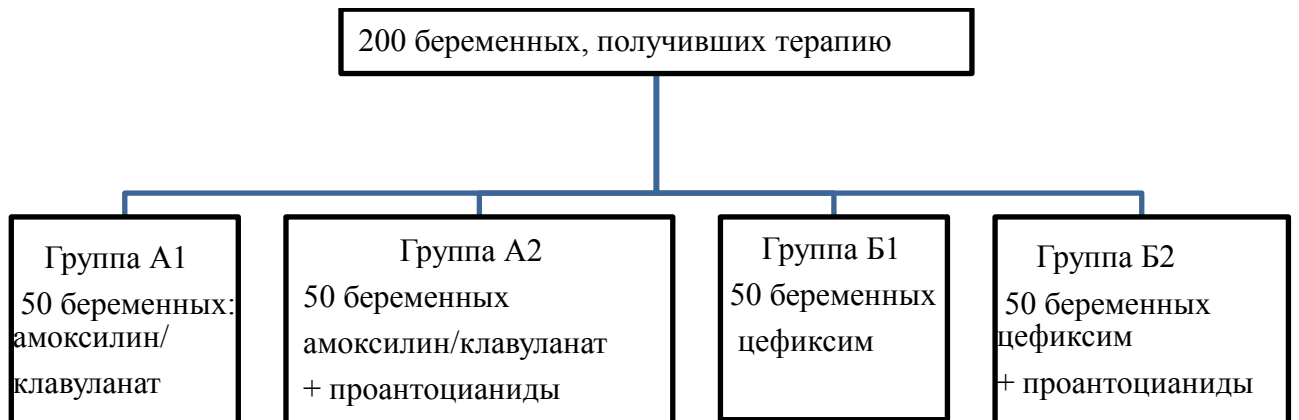 200 беременных, получивших терапию
Группа А1
50 беременных:
амоксилин/
клавуланат
Группа А2
50 беременных
амоксилин/клавуланат
+ проантоцианиды
Группа Б1
50 беременных
цефиксим
Группа Б2
50 беременных
цефиксим
+ проантоцианиды